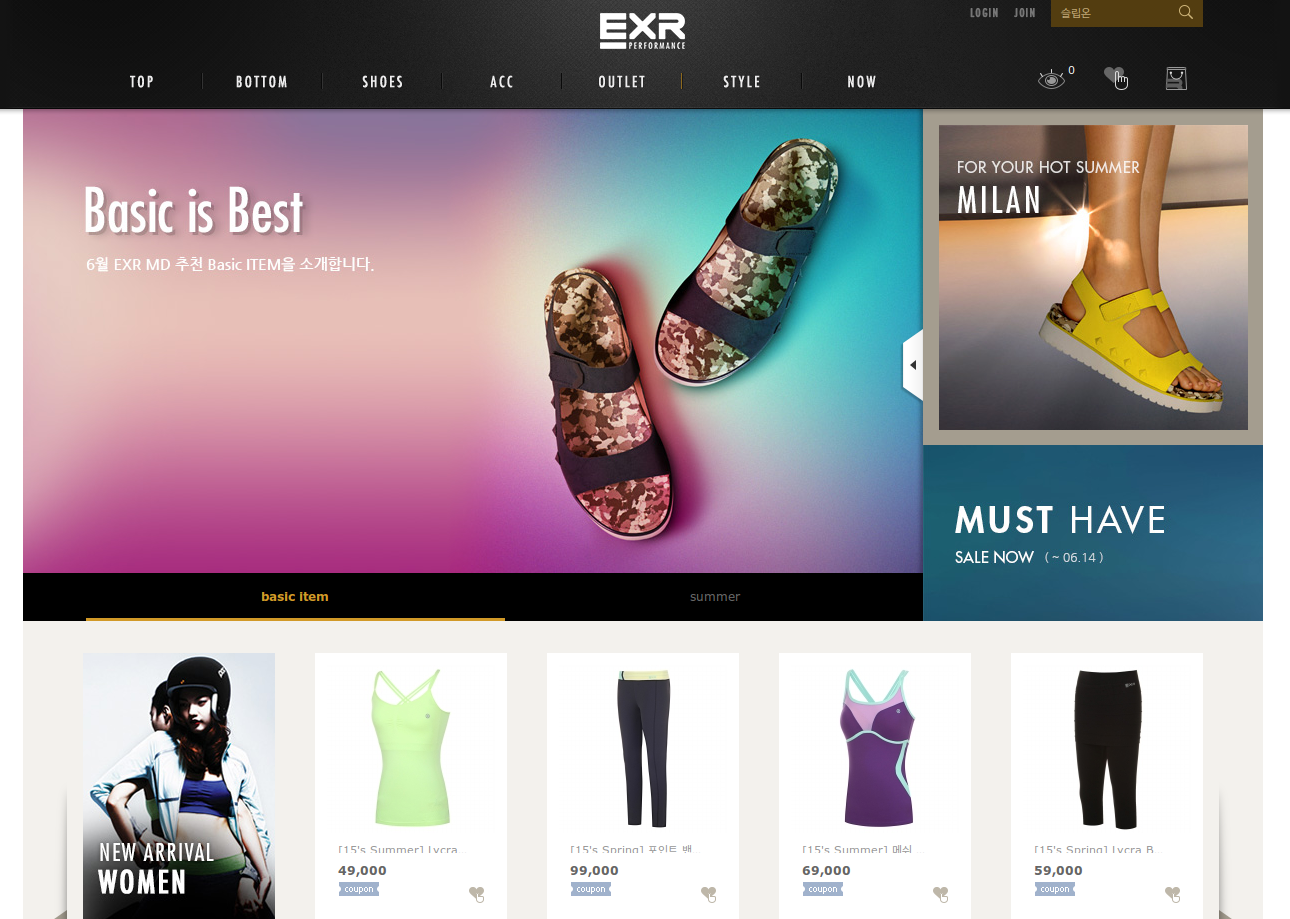 EXR
PERFORMANCE
LOGIN JOIN 슬립온
TOP BOTTOM SHOES ACC OUTLET STYLE NOW 0
Basic is Best
6월 EXR MD 추천 Basic ITEM을 소개합니다.
FOR YOUR HOT SUMMER
MILAN
MUST HAVE
SALE NOW ( ~ 06.14 )
basic item summer
NEW ARRIVAL
WOMEN
[15's Summer] Lycra...
49,000
coupon
[15's Spring] 포인트 밴...
99,000
coupon
[15's Summer] 메쉬 ...
69,000
coupon
[15's Spring] Lycra B...
59,000
coupon